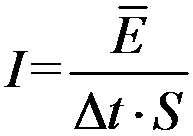 I = E̅ / (Δt · S)